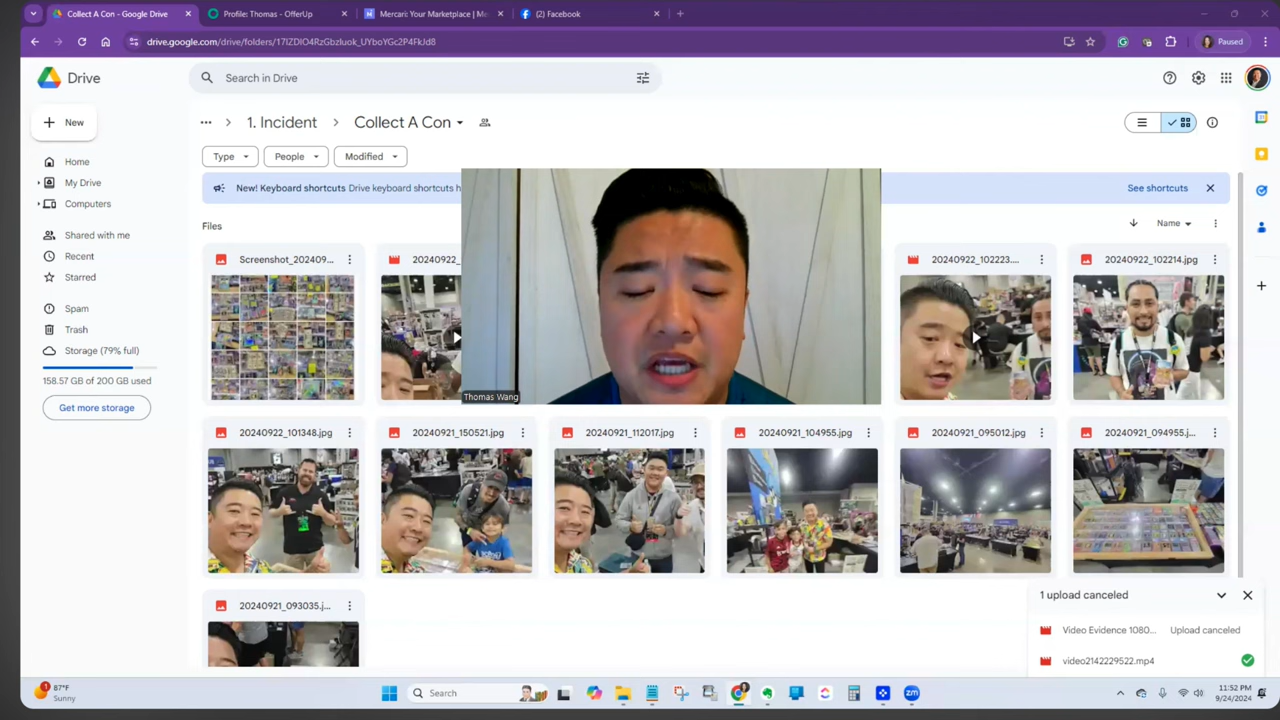 Collect A Con - Google Drive
Profile: Thomas - OfferUp
Mercari: Your Marketplace | Me
(2) Facebook
drive.google.com/drive/folders/17IZDIO4RzGbzluok_UYboYGc2P4FkJd8
Paused
Drive
Search in Drive
New
1. Incident
Collect A Con
Type
People
Modified
Home
My Drive
Computers
Shared with me
Recent
Starred
Spam
Trash
Storage (79% full)
158.57 GB of 200 GB used
Get more storage
New! Keyboard shortcuts Drive keyboard shortcuts h
See shortcuts
Files
Name
Screenshot_202409...
20240922_
20240922_102223....
20240922_102214.jpg
Thomas Wang
20240922_101348.jpg
20240921_150521.jpg
20240921_112017.jpg
20240921_104955.jpg
20240921_095012.jpg
20240921_094955.j...
20240921_093035.j...
1 upload canceled
Video Evidence 1080...
Upload canceled
video2142229522.mp4
1
87°F
Sunny
Search
zm
11:52 PM
9/24/2024